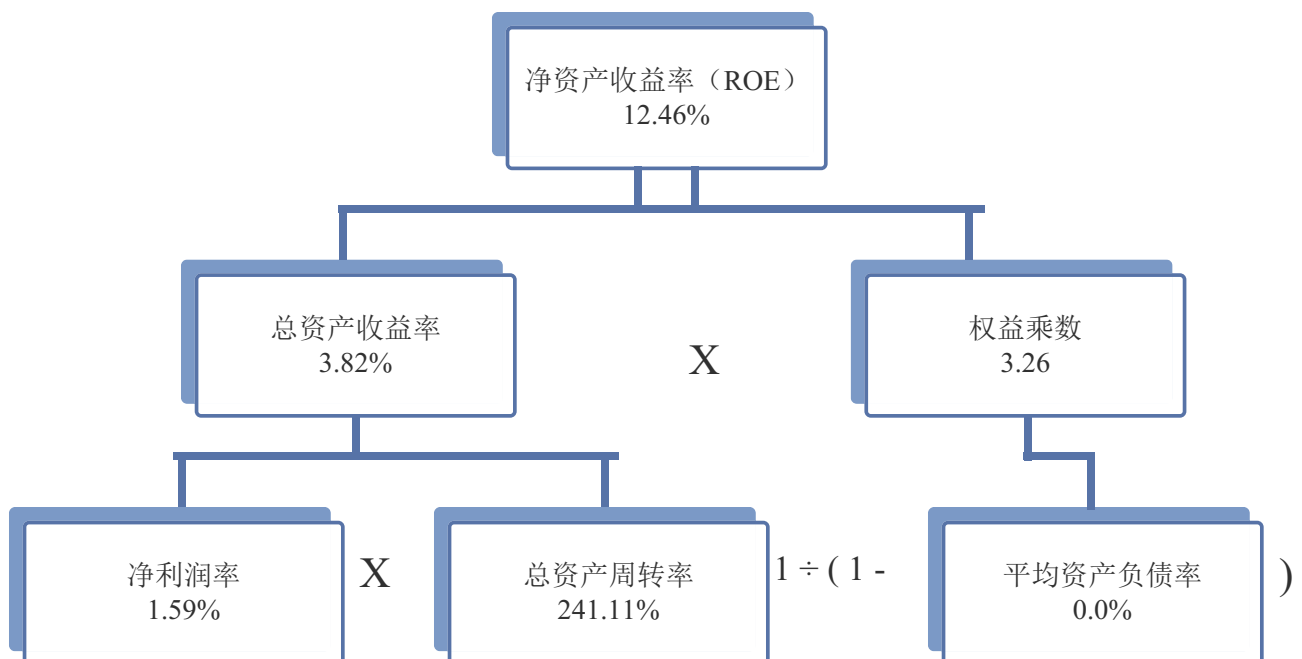 净资产收益率（ROE）
12.46%
总资产收益率
3.82%
X
权益乘数
3.26
净利润率
1.59%
X
总资产周转率
241.11%
1 ÷ ( 1 -
平均资产负债率
0.0%
)